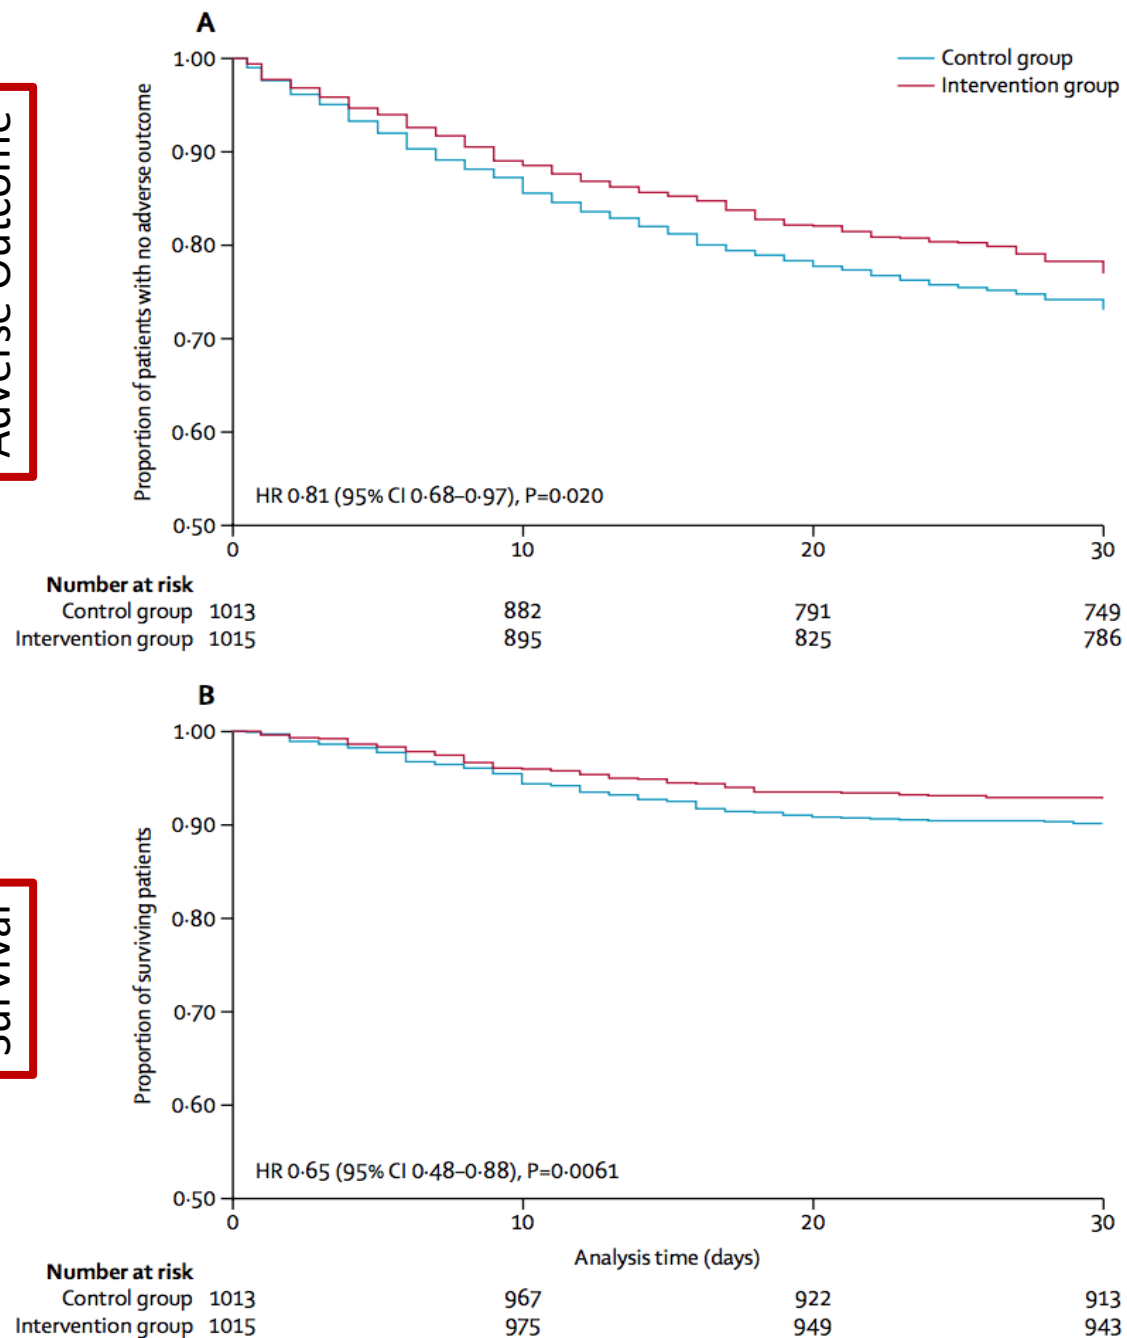 A
Control group
Intervention group
Adverse Outcome
Proportion of patients with no adverse outcome
1·00
0·90
0·80
0·70
0·60
0·50
HR 0·81 (95% CI 0·68–0·97), P=0·020
0 10 20 30
Number at risk
Control group 1013 882 791 749
Intervention group 1015 895 825 786
B
Survival
Proportion of surviving patients
1·00
0·90
0·80
0·70
0·60
0·50
HR 0·65 (95% CI 0·48–0·88), P=0·0061
0 10 20 30
Analysis time (days)
Number at risk
Control group 1013 967 922 913
Intervention group 1015 975 949 943